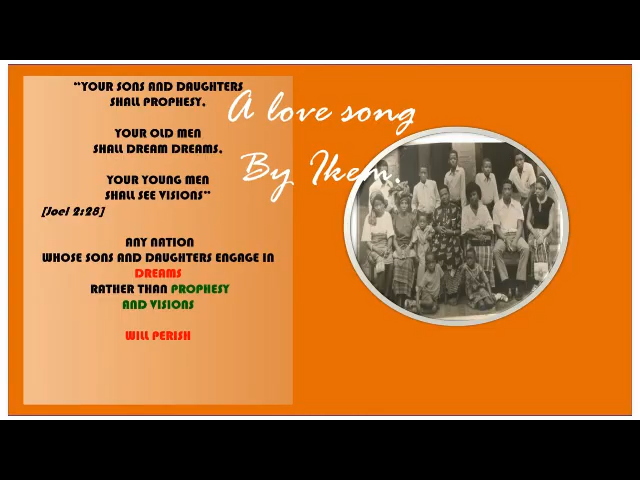 “YOUR SONS AND DAUGHTERS
SHALL PROPHESY,
YOUR OLD MEN
SHALL DREAM DREAMS,
YOUR YOUNG MEN
SHALL SEE VISIONS”
[Joel 2:28]
ANY NATION
WHOSE SONS AND DAUGHTERS ENGAGE IN
DREAMS
RATHER THAN PROPHESY
AND VISIONS
WILL PERISH
A love song
By Ikem.